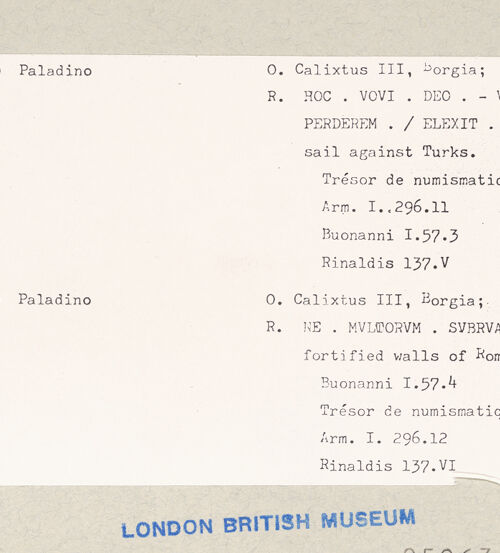 Paladino O. Calixtus III, Borgia;
R. HOC . VOVI . DEO . -
PERDEREM . / ELEXIT .
sail against Turks.
Trésor de numismatiq
Arm. I..296.11
Buonanni I.57.3
Rinaldis 137.V
Paladino O. Calixtus III, Borgia;
R. NE . MVLTORVM . SVBRVA
fortified walls of Rom
Buonanni I.57.4
Trésor de numismatiq
Arm. I. 296.12
Rinaldis 137.VI
LONDON BRITISH MUSEUM